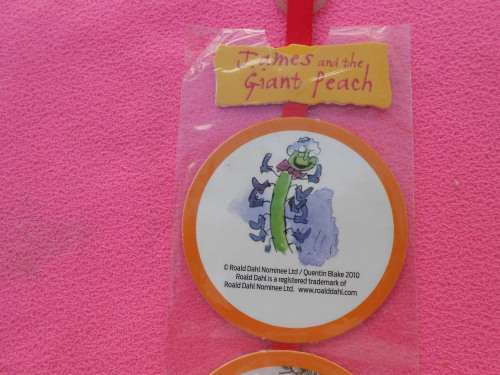 James and the
Giant Peach
© Roald Dahl Nominee Ltd / Quentin Blake 2010
Roald Dahl is a registered trademark of
Roald Dahl Nominee Ltd. www.roalddahl.com